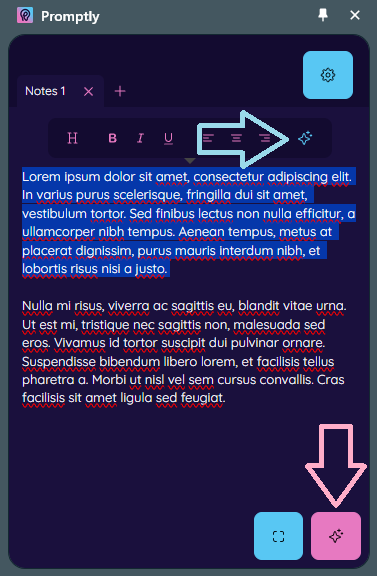 Promptly
Notes 1
H B I U
Lorem ipsum dolor sit amet, consectetur adipiscing elit.
In varius purus scelerisque, fringilla dui sit amet,
vestibulum tortor. Sed finibus lectus non nulla efficitur, a
ullamcorper nibh tempus. Aenean tempus, metus at
placerat dignissim, purus mauris interdum nibh, et
lobortis risus nisl a justo.
Nulla mi risus, viverra ac sagittis eu, blandit vitae urna.
Ut est mi, tristique nec sagittis non, malesuada sed
eros. Vivamus id tortor suscipit dui pulvinar ornare.
Suspendisse bibendum libero lorem, et facilisis tellus
pharetra a. Morbi ut nisl vel sem cursus convallis. Cras
facilisis sit amet ligula sed feugiat.